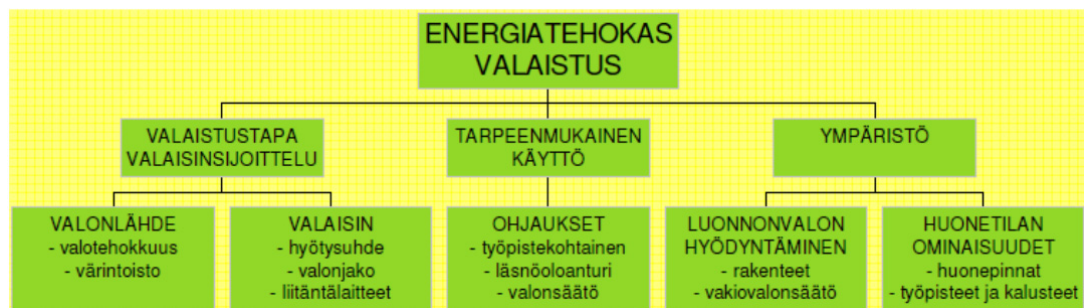 ENERGIATEHOKAS
VALAISTUS
VALAISTUSTAPA
VALAISINSIJOITTELU
TARPEENMUKAINEN
KÄYTTÖ
YMPÄRISTÖ
VALONLÄHDE
- valotehokkuus
- värintoisto
VALAISIN
- hyötysuhde
- valonjako
- liitäntälaitteet
OHJAUKSET
- työpistekohtainen
- läsnöoloanturi
- valonsäätö
LUONNONVALON
HYÖDYNTÄMINEN
- rakenteet
- vakiovalonsäätö
HUONETILAN
OMINAISUUDET
- huonepinnat
- työpisteet ja kalusteet